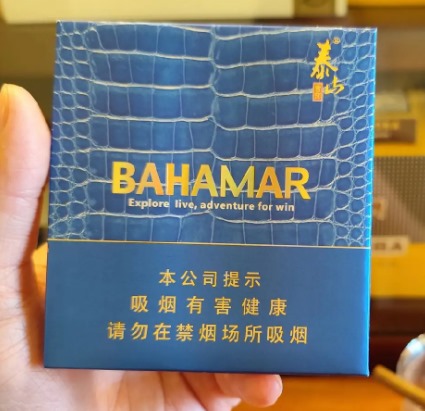 泰山
BAHAMAR
Explore live, adventure for win
本公司提示
吸烟有害健康
请勿在禁烟场所吸烟
BA